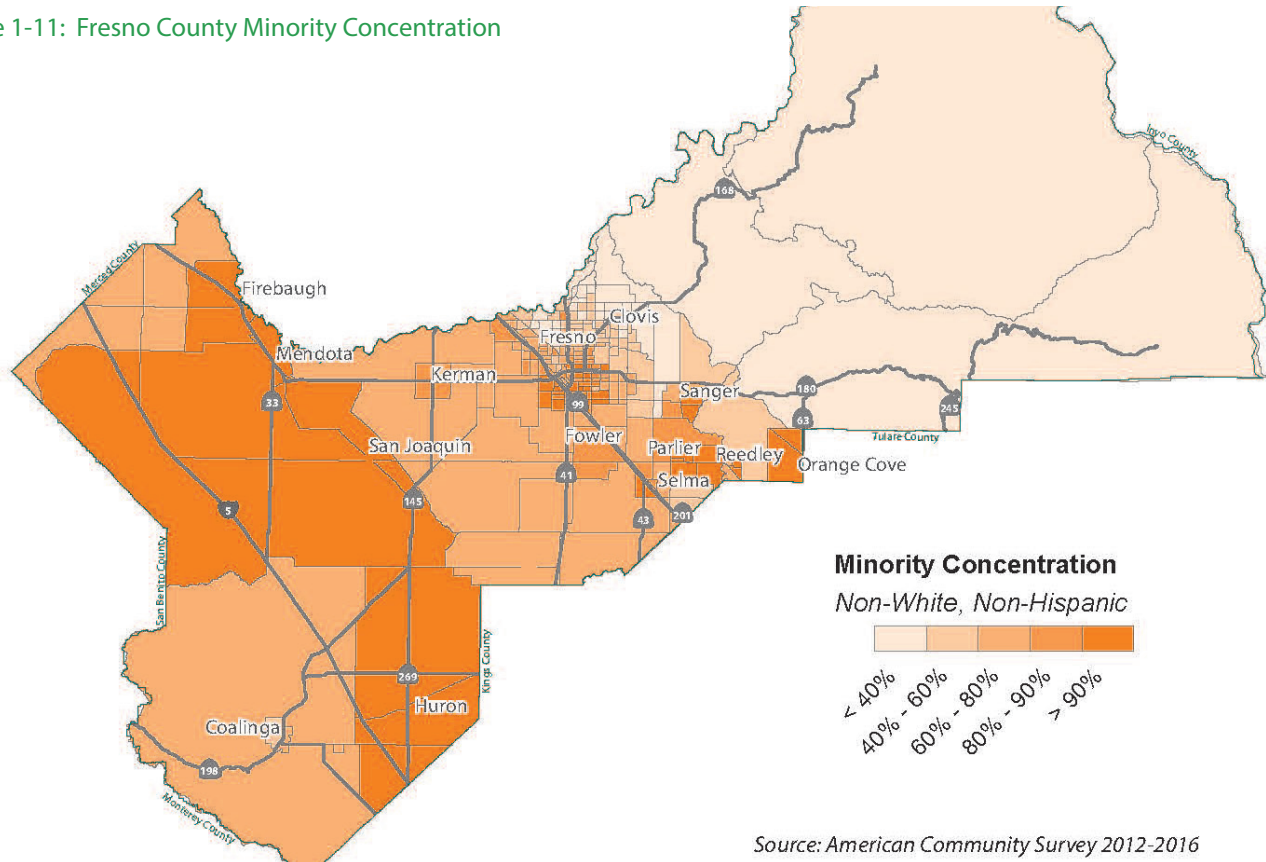 e 1-11: Fresno County Minority Concentration
Inyo County
168
Merced County
Firebaugh
Clovis
Fresno
Mendota
Kerman
Sanger
180
33
99
245
63
Tulare County
San Joaquin
Fowler
Parlier
Reedley
Orange Cove
41
Selma
145
5
43
201
San Benito County
Minority Concentration
Non-White, Non-Hispanic
< 40%
40% - 60%
60% - 80%
80% - 90%
> 90%
Kings County
269
Huron
Coalinga
198
Monterey County
Source: American Community Survey 2012-2016